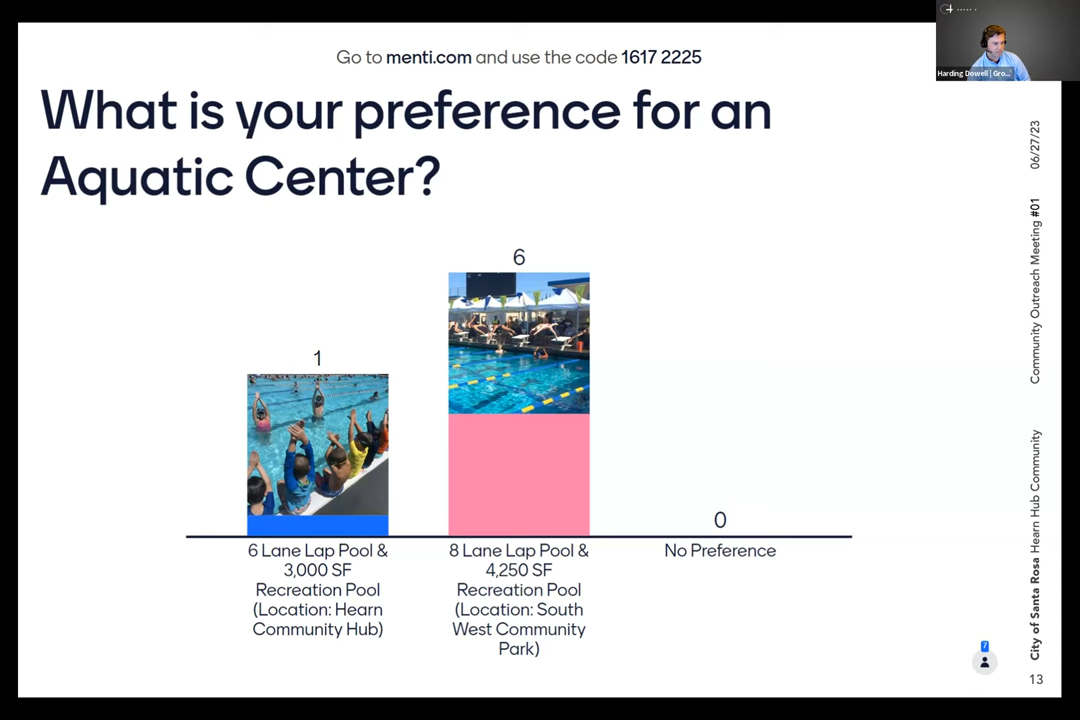 Go to menti.com and use the code 1617 2225
What is your preference for an
Aquatic Center?
Harding Dowell | Gro...
06/27/23
Community Outreach Meeting #01
City of Santa Rosa Hearn Hub Community
13
1
6
0
6 Lane Lap Pool &
3,000 SF
Recreation Pool
(Location: Hearn
Community Hub)
8 Lane Lap Pool &
4,250 SF
Recreation Pool
(Location: South
West Community
Park)
No Preference
7